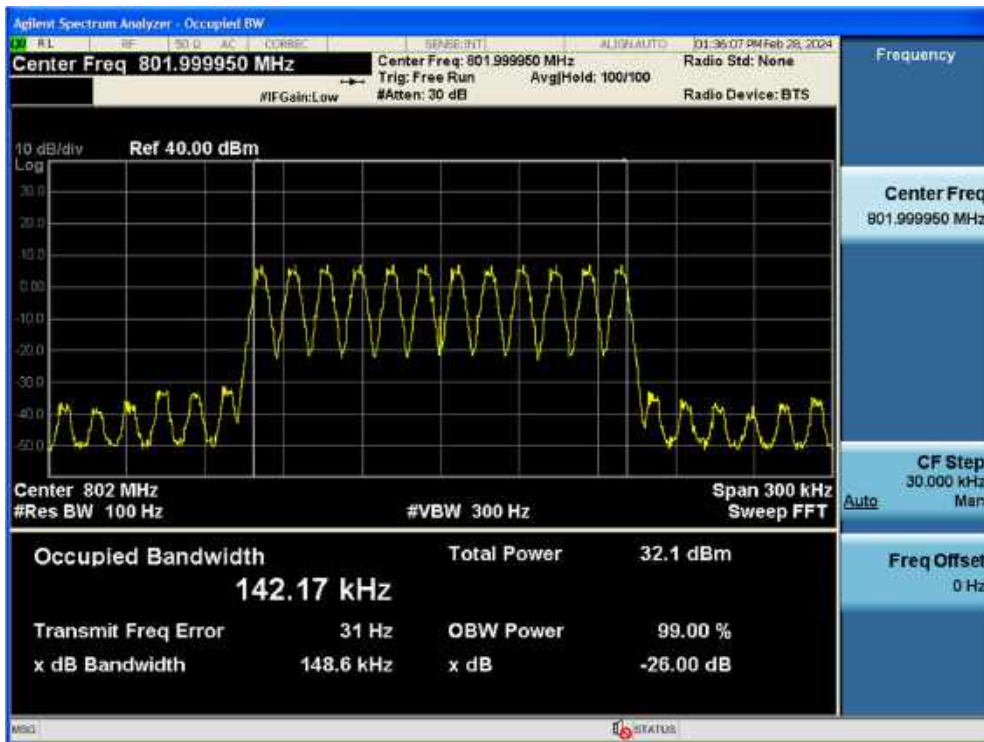 Agilent Spectrum Analyzer - Occupied BW
RL RF 50 Ω AC CORREC SENSE:INT ALIGN AUTO 01:36:07 PM Feb 28, 2024
Center Freq 801.999950 MHz
Center Freq: 801.999950 MHz
Radio Std: None
Trig: Free Run Avg|Hold: 100/100
#IFGain:Low
#Atten: 30 dB
Radio Device: BTS
10 dB/div Ref 40.00 dBm
Log
30.0
20.0
10.0
0.00
-10.0
-20.0
-30.0
-40.0
-50.0
Center 802 MHz
Span 300 kHz
#Res BW 100 Hz
#VBW 300 Hz
Sweep FFT
Occupied Bandwidth
142.17 kHz
Total Power 32.1 dBm
Transmit Freq Error 31 Hz
OBW Power 99.00 %
x dB Bandwidth 148.6 kHz
x dB -26.00 dB
MSG
STATUS
Frequency
Center Freq
801.999950 MHz
CF Step
30.000 kHz
Auto Man
Freq Offset
0 Hz